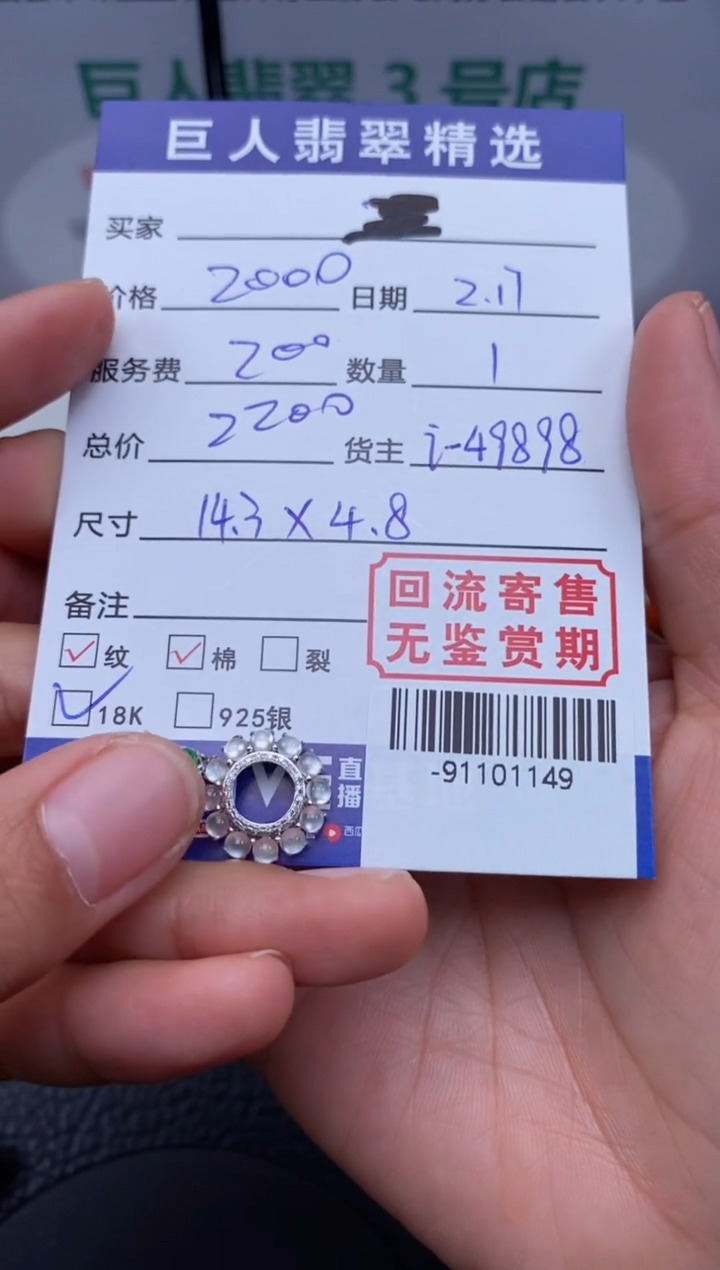 巨人翡翠3号店
巨人翡翠精选
买家
价格 2000 日期 2.17
服务费 200 数量 1
总价 2200 货主 i-49898
尺寸 14.3×4.8
备注
回流寄售
无鉴赏期
✓纹 ✓棉 □裂
✓18K □925银
-91101149
直播
西瓜